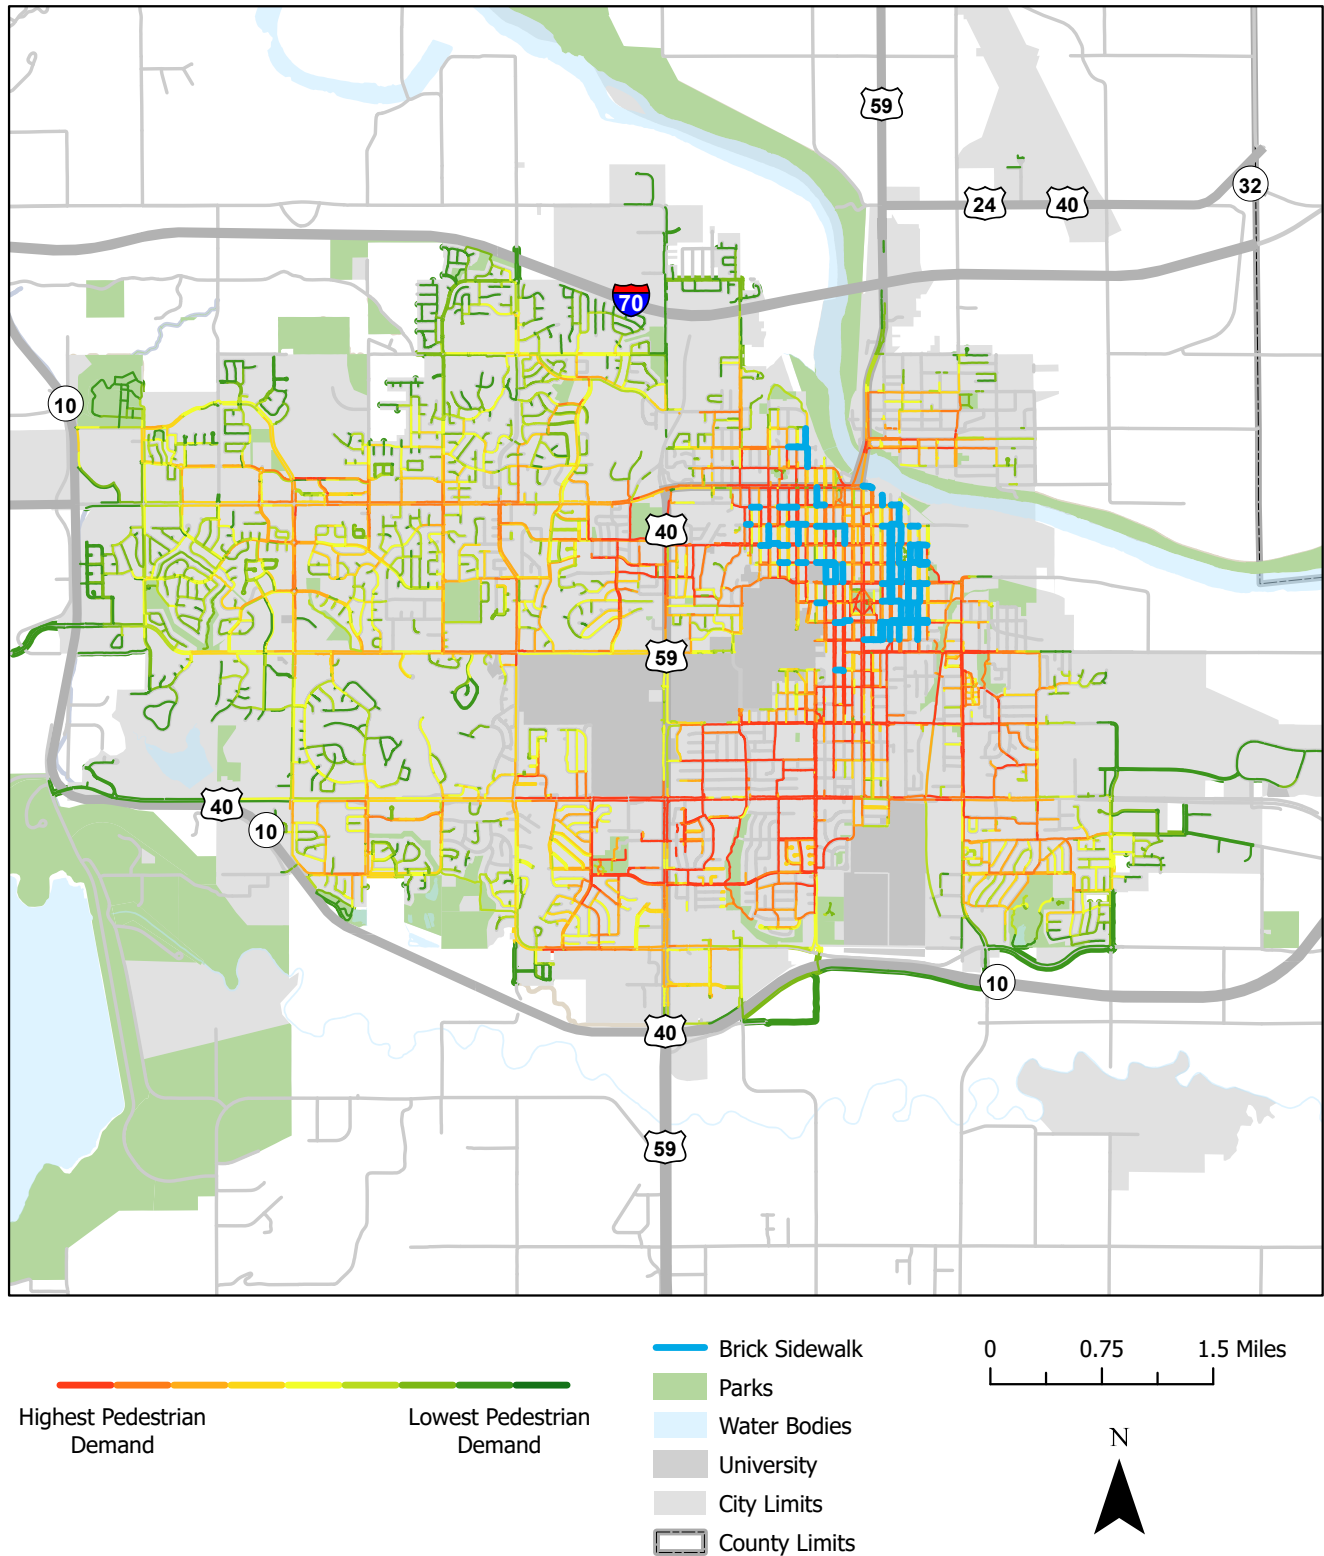 59
32
24
40
70
10
40
59
40
10
10
40
59
Brick Sidewalk
Parks
Water Bodies
University
City Limits
County Limits
Highest Pedestrian
Demand
Lowest Pedestrian
Demand
0
0.75
1.5 Miles
N